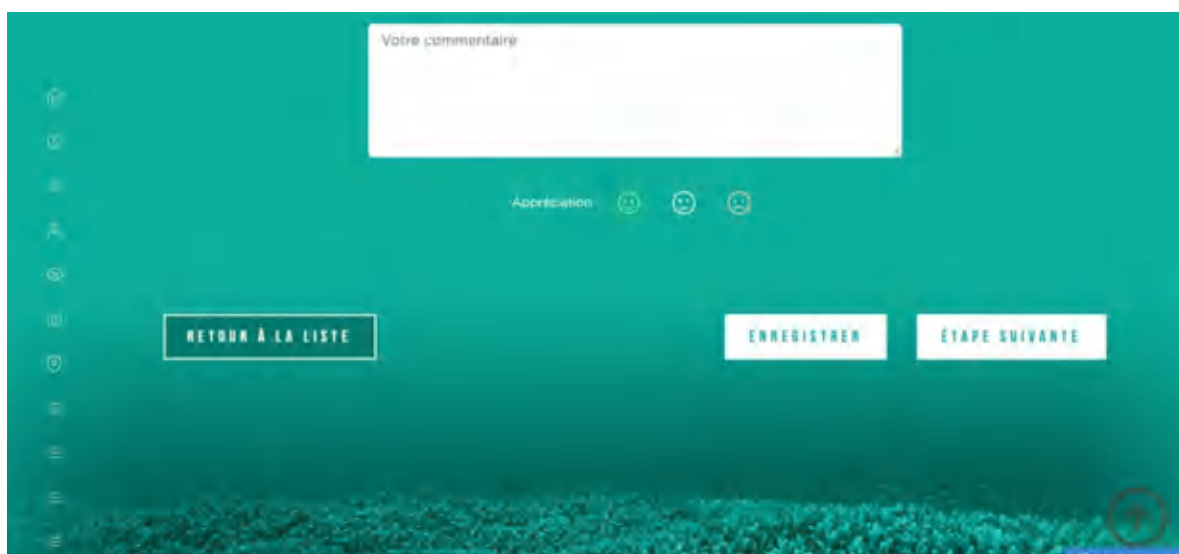 Votre commentaire
Appréciation
RETOUR À LA LISTE
ENREGISTRER
ÉTAPE SUIVANTE